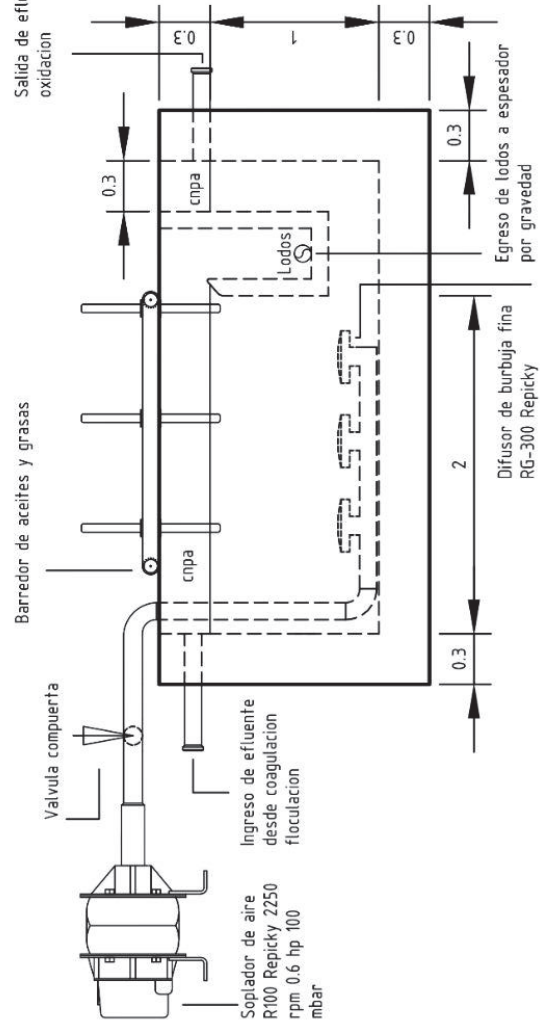 Salida de eflu
oxidacion
0.3
1
0.3
0.3
0.3
cnpa
Lodos
Egreso de lodos a espesador
por gravedad
Barredor de aceites y grasas
cnpa
2
Difusor de burbuja fina
RG-300 Repicky
0.3
Valvula compuerta
Ingreso de efluente
desde coagulacion
floculacion
Soplador de aire
R100 Repicky 2250
rpm 0.6 hp 100
mbar